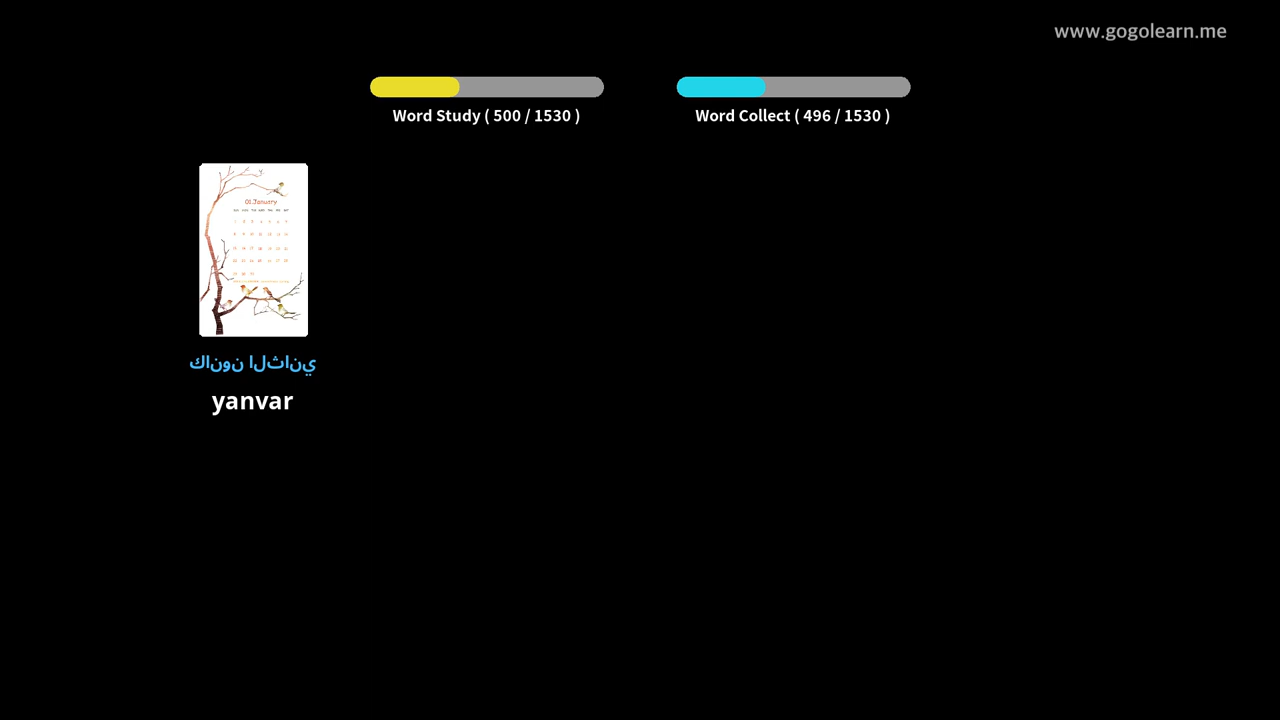 www.gogolearn.me
Word Study ( 500 / 1530 )
Word Collect ( 496 / 1530 )
01.January
كانون الثاني
yanvar